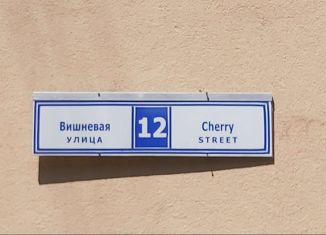 Вишневая
УЛИЦА
12
Cherry
STREET